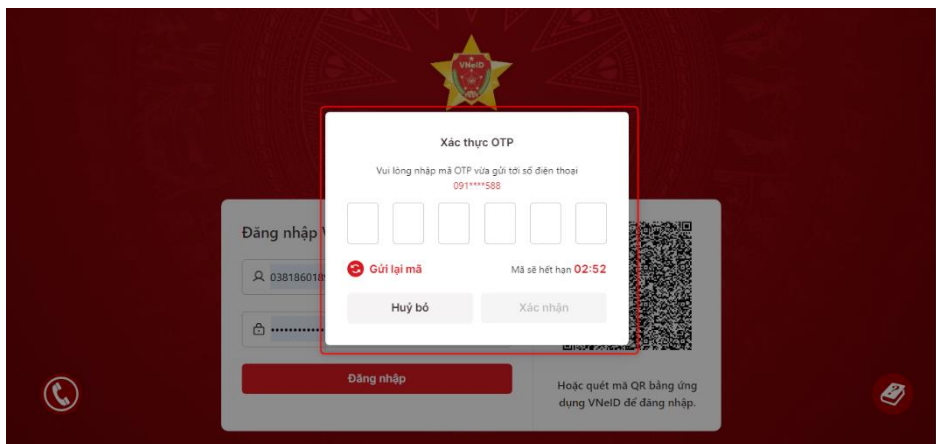 VNeID
Xác thực OTP
Vui lòng nhập mã OTP vừa gửi tới số điện thoại
091****588
Đăng nhập
038186018
Gửi lại mã
Mã sẽ hết hạn 02:52
Huỷ bỏ
Xác nhận
Đăng nhập
Hoặc quét mã QR bằng ứng
dụng VNeID để đăng nhập.